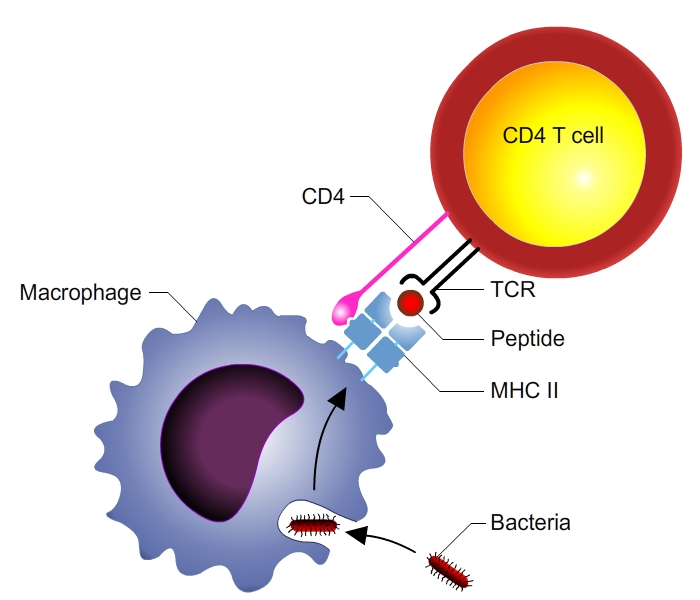 CD4 T cell
CD4
Macrophage
TCR
Peptide
MHC II
Bacteria